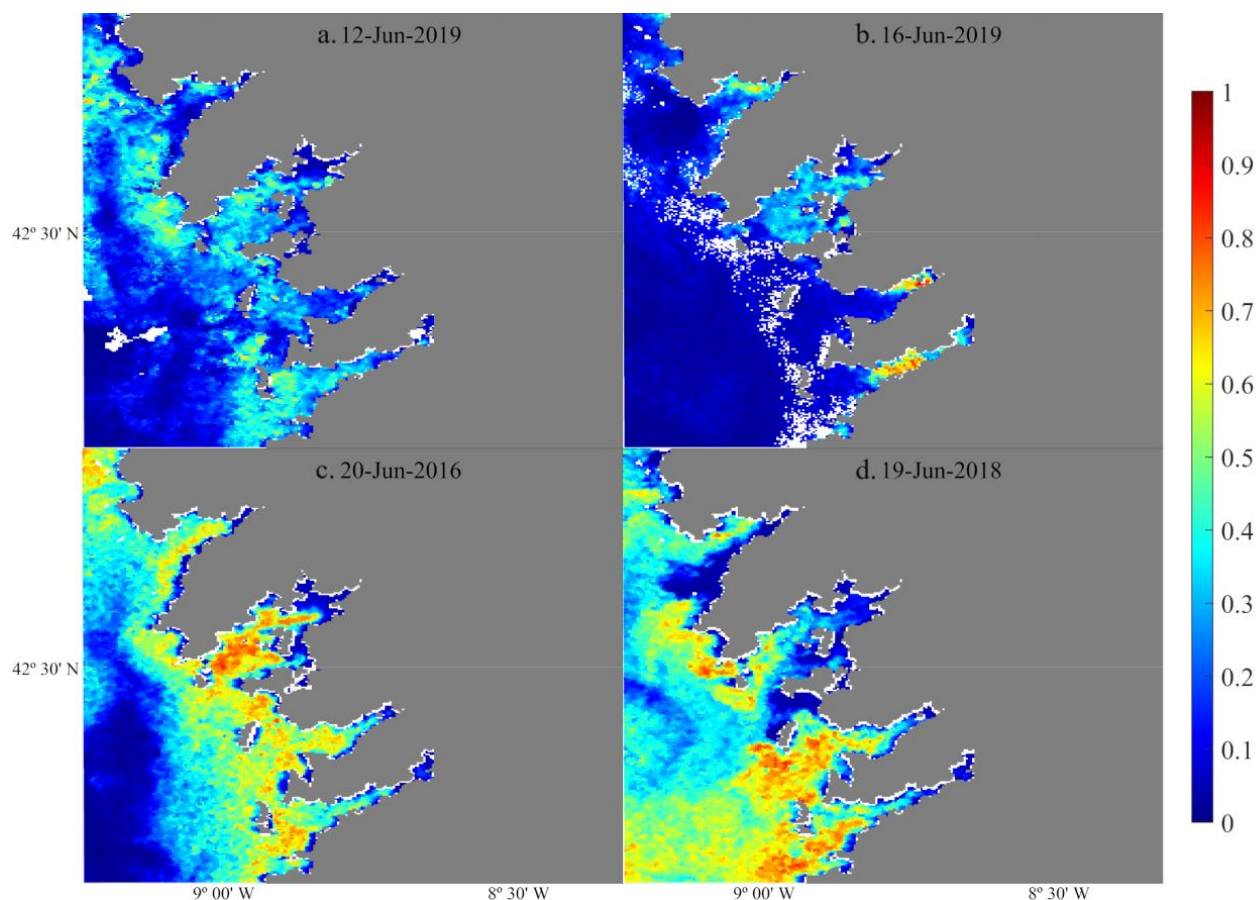 a. 12-Jun-2019
b. 16-Jun-2019
42º 30' N
c. 20-Jun-2016
d. 19-Jun-2018
42º 30' N
9º 00' W
8º 30' W
9º 00' W
8º 30' W
1
0.9
0.8
0.7
0.6
0.5
0.4
0.3
0.2
0.1
0